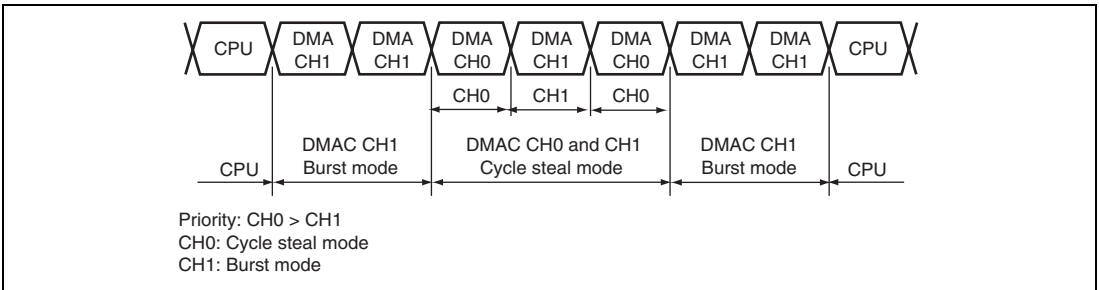 CPU DMA DMA DMA DMA DMA DMA DMA CPU
CH1 CH1 CH0 CH1 CH0 CH1 CH1
CH0 CH1 CH0
DMAC CH1 DMAC CH0 and CH1 DMAC CH1
CPU Burst mode Cycle steal mode Burst mode CPU
Priority: CH0 > CH1
CH0: Cycle steal mode
CH1: Burst mode